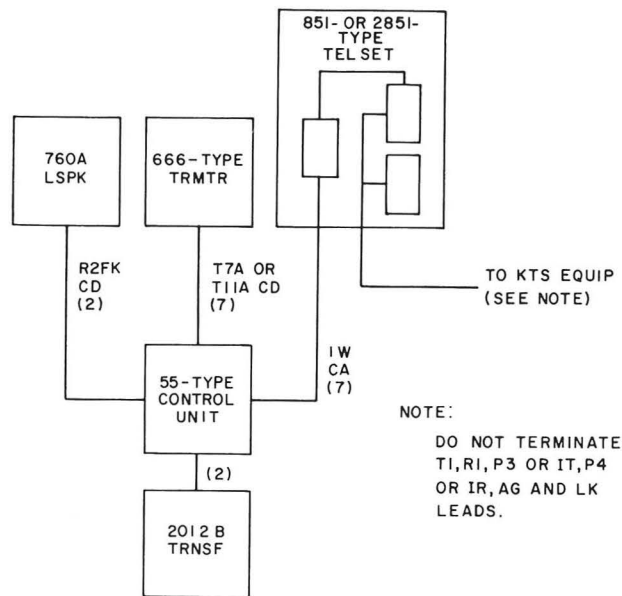 851- OR 2851-
TYPE
TEL SET
760A
LSPK
666-TYPE
TRMTR
R2FK
CD
(2)
T7A OR
T11A CD
(7)
TO KTS EQUIP
(SEE NOTE)
1W
CA
(7)
55-TYPE
CONTROL
UNIT
NOTE:
DO NOT TERMINATE
T1,R1,P3 OR IT,P4
OR IR,AG AND LK
LEADS.
(2)
2012B
TRNSF